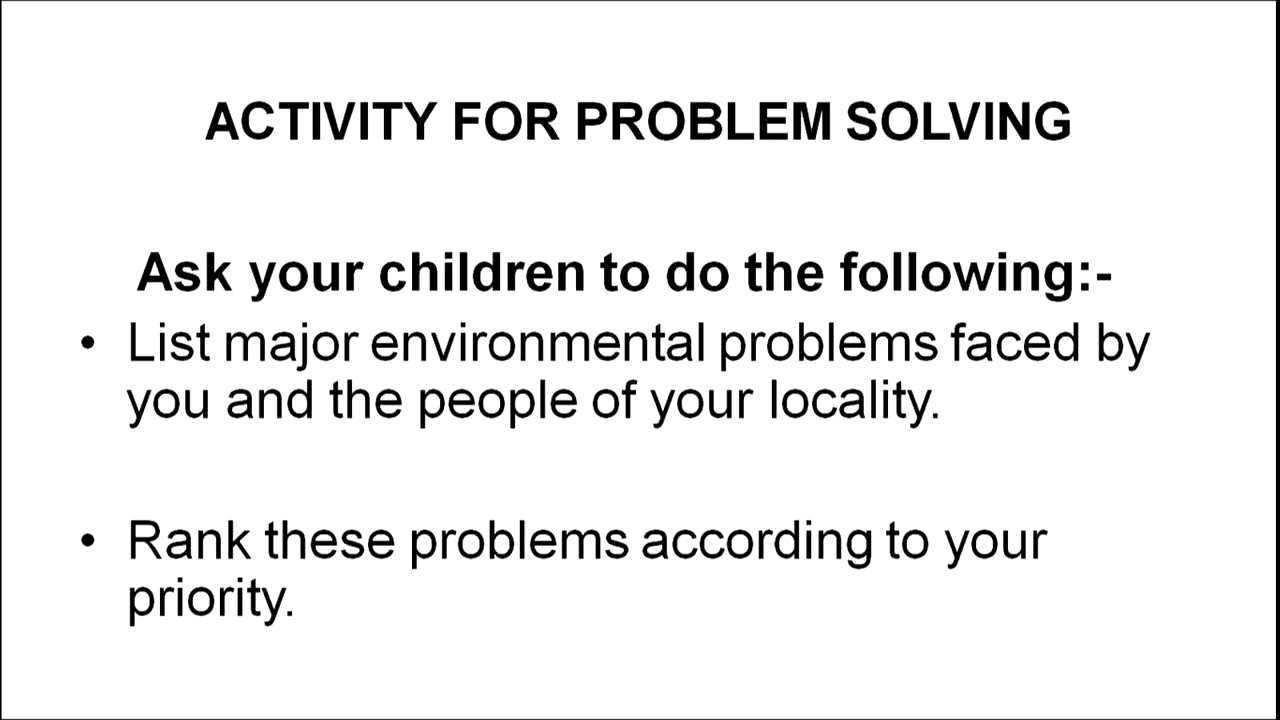 ACTIVITY FOR PROBLEM SOLVING
Ask your children to do the following:-
• List major environmental problems faced by
you and the people of your locality.
• Rank these problems according to your
priority.